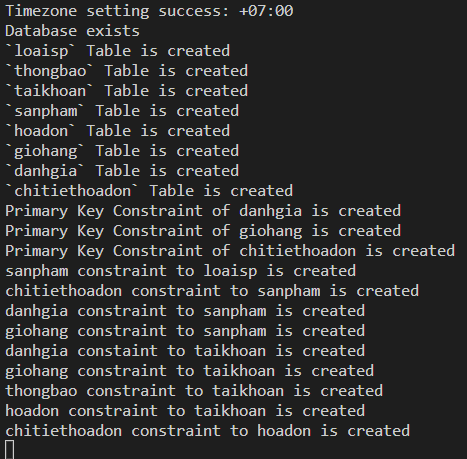 Timezone setting success: +07:00
Database exists
`loaisp` Table is created
`thongbao` Table is created
`taikhoan` Table is created
`sanpham` Table is created
`hoadon` Table is created
`giohang` Table is created
`danhgia` Table is created
`chitiethoadon` Table is created
Primary Key Constraint of danhgia is created
Primary Key Constraint of giohang is created
Primary Key Constraint of chitiethoadon is created
sanpham constraint to loaisp is created
chitiethoadon constraint to sanpham is created
danhgia constraint to sanpham is created
giohang constraint to sanpham is created
danhgia constaint to taikhoan is created
giohang constraint to taikhoan is created
thongbao constraint to taikhoan is created
hoadon constraint to taikhoan is created
chitiethoadon constraint to hoadon is created